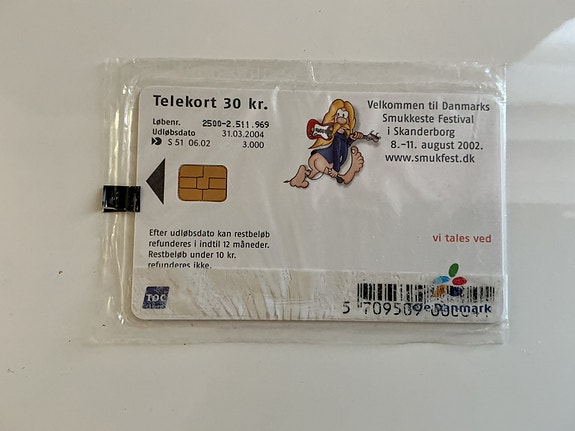 Telekort 30 kr.
Løbenr. 2500-2.511.969
Udløbsdato 31.03.2004
S 51 06.02 3.000
Velkommen til Danmarks
Smukkeste Festival
i Skanderborg
8.-11. august 2002.
www.smukfest.dk
Efter udløbsdato kan restbeløb
refunderes i indtil 12 måneder.
Restbeløb under 10 kr.
refunderes ikke.
vi tales ved
TDC
Danmark